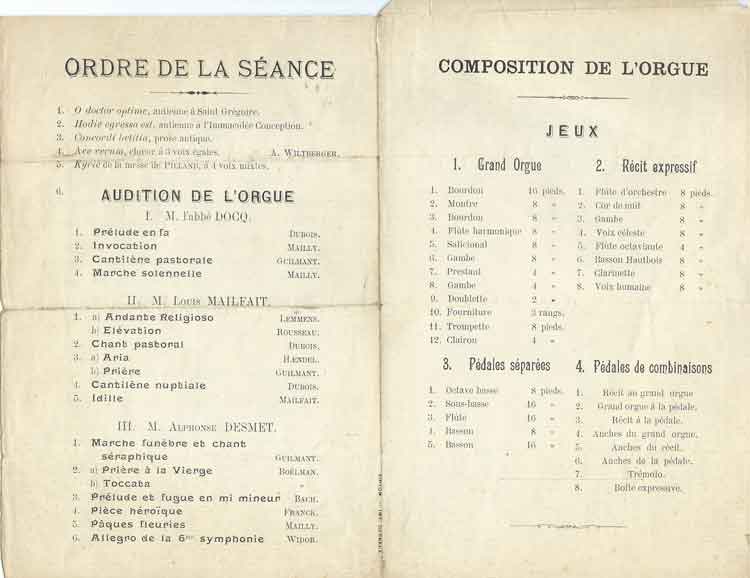 ORDRE DE LA SÉANCE
1. O doctor optime, antienne à Saint Grégoire.
2. Hodie egressa est, antienne à l'Immaculée Conception.
3. Concordi lætitia, prose antique.
4. Ave verum, chœur à 3 voix égales. A. WILTBERGER.
5. Kyrie de la messe de PILLAND, à 4 voix mixtes.
6. AUDITION DE L'ORGUE
I. M. l'abbé DOCQ.
1. Prélude en fa DUBOIS.
2. Invocation MAILLY.
3. Cantilène pastorale GUILMANT.
4. Marche solennelle MAILLY.
II. M. LOUIS MAILFAIT.
1. a) Andante Religioso LEMMENS.
b) Elévation ROUSSEAU.
2. Chant pastoral DUBOIS.
3. a) Aria HÆNDEL.
b) Prière GUILMANT.
4. Cantilène nuptiale DUBOIS.
5. Idille MAILFAIT.
III. M. ALPHONSE DESMET.
1. Marche funèbre et chant
séraphique GUILMANT.
2. a) Prière à la Vierge BOËLMAN.
b) Toccata "
3. Prélude et fugue en mi mineur BACH.
4. Pièce héroïque FRANCK.
5. Pâques fleuries MAILLY.
6. Allegro de la 6me symphonie WIDOR.
COMPOSITION DE L'ORGUE
JEUX
1. Grand Orgue
1. Bourdon 16 pieds.
2. Montre 8 "
3. Bourdon 8 "
4. Flûte harmonique 8 "
5. Salicional 8 "
6. Gambe 8 "
7. Prestant 4 "
8. Gambe 4 "
9. Doublette 2 "
10. Fourniture 3 rangs.
11. Trompette 8 pieds.
12. Clairon 4 "
2. Récit expressif
1. Flûte d'orchestre 8 pieds.
2. Cor de nuit 8 "
3. Gambe 8 "
4. Voix céleste 8 "
5. Flûte octaviante 4 "
6. Basson Hautbois 8 "
7. Clarinette 8 "
8. Voix humaine 8 "
3. Pédales séparées
1. Octave basse 8 pieds.
2. Sous-basse 16 "
3. Flûte 16 "
4. Basson 8 "
5. Basson 16 "
4. Pédales de combinaisons
1. Récit au grand orgue
2. Grand orgue à la pédale.
3. Récit à la pédale.
4. Anches du grand orgue.
5. Anches du récit.
6. Anches de la pédale.
7. Trémolo.
8. Boîte expressive.